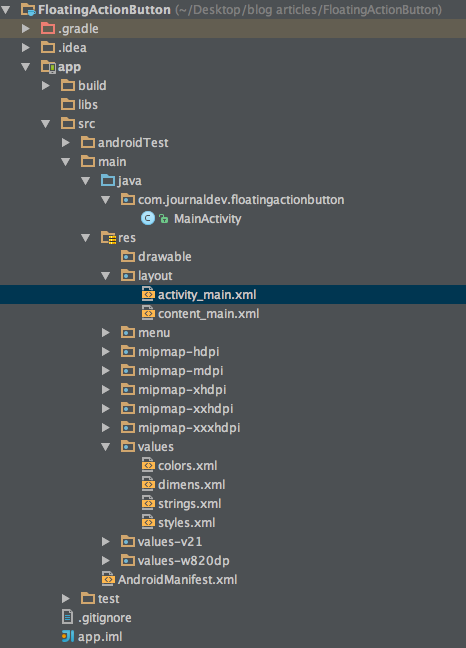 FloatingActionButton (~/Desktop/blog articles/FloatingActionButton)
.gradle
.idea
app
build
libs
src
androidTest
main
java
com.journaldev.floatingactionbutton
C MainActivity
res
drawable
layout
activity_main.xml
content_main.xml
menu
mipmap-hdpi
mipmap-mdpi
mipmap-xhdpi
mipmap-xxhdpi
mipmap-xxxhdpi
values
colors.xml
dimens.xml
strings.xml
styles.xml
values-v21
values-w820dp
AndroidManifest.xml
test
.gitignore
app.iml